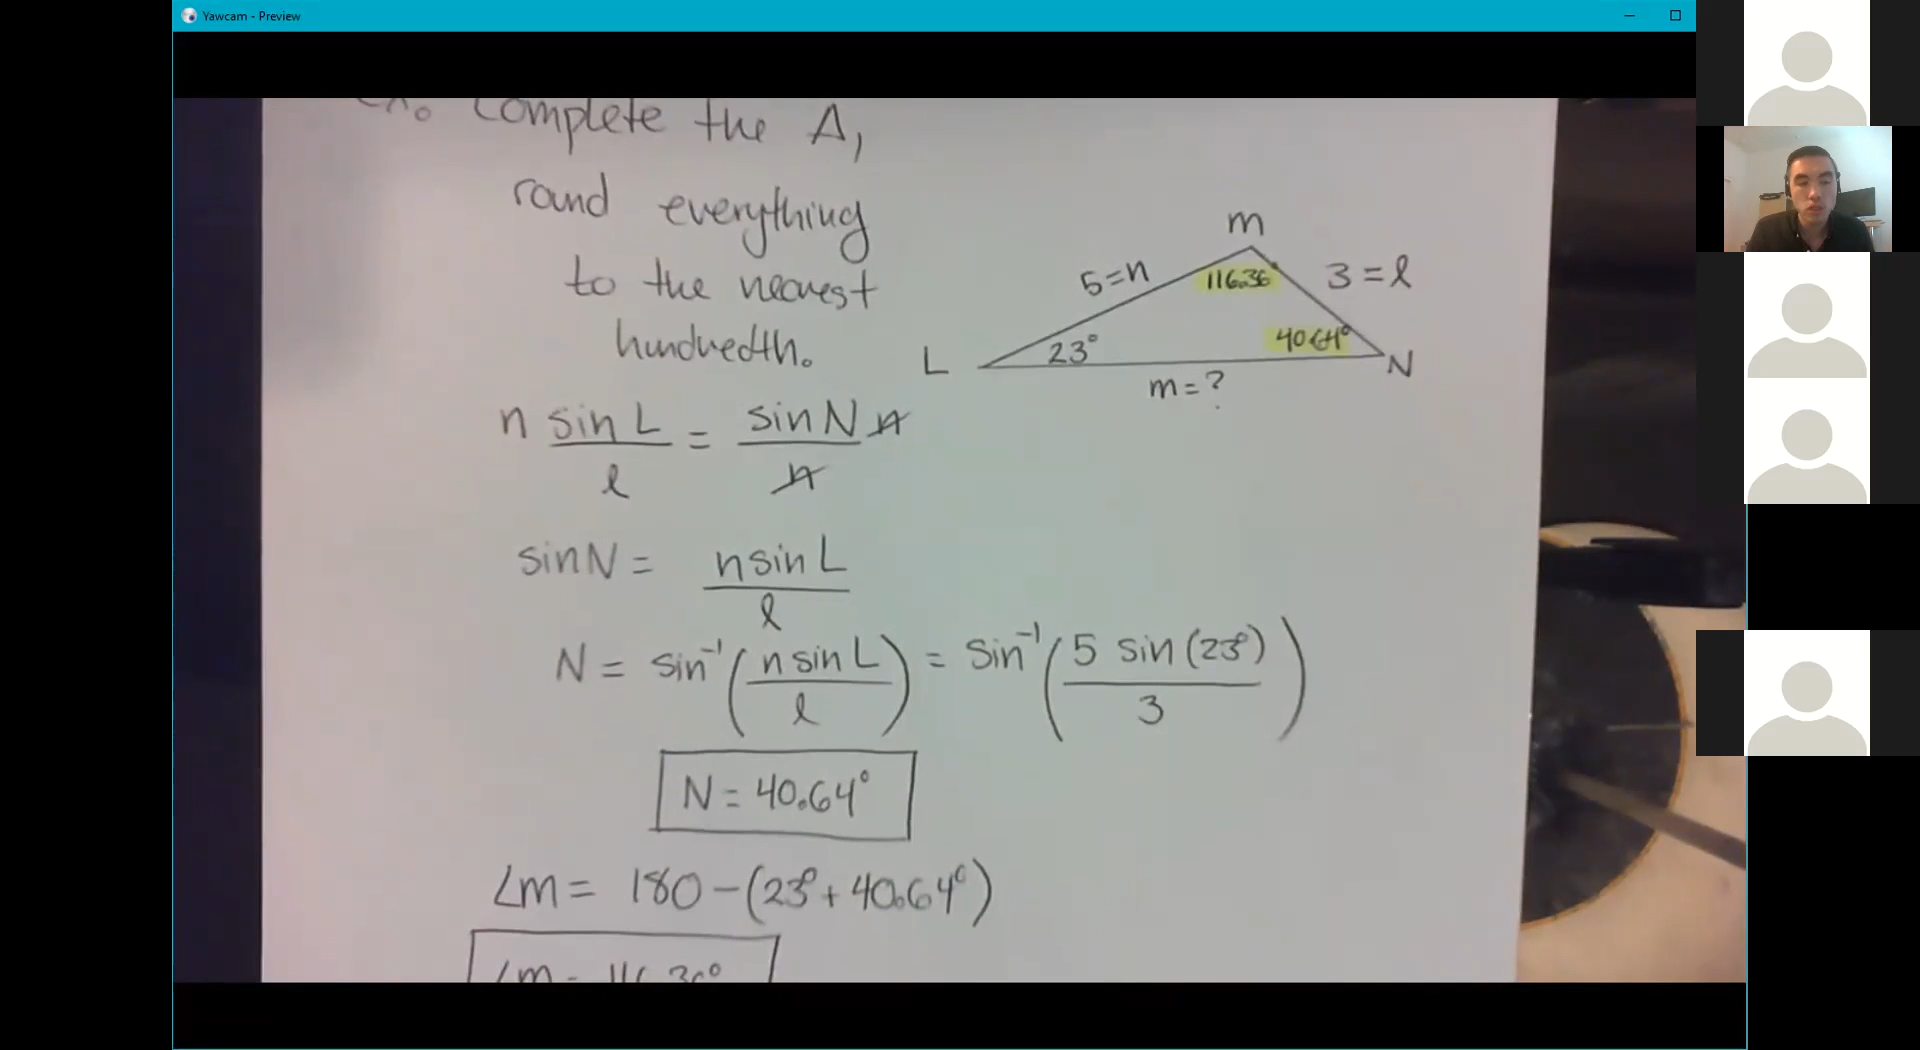 Yawcam - Preview
Complete the Δ,
round everything
to the nearest
hundredth.
m
5=n
116.36°
3=l
L
23°
40.64°
N
m=?
n sin L / l = sin N n / n
sin N = n sin L / l
N = sin⁻¹ ( n sin L / l ) = sin⁻¹ ( 5 sin (23°) / 3 )
N = 40.64°
∠m = 180 - (23° + 40.64°)